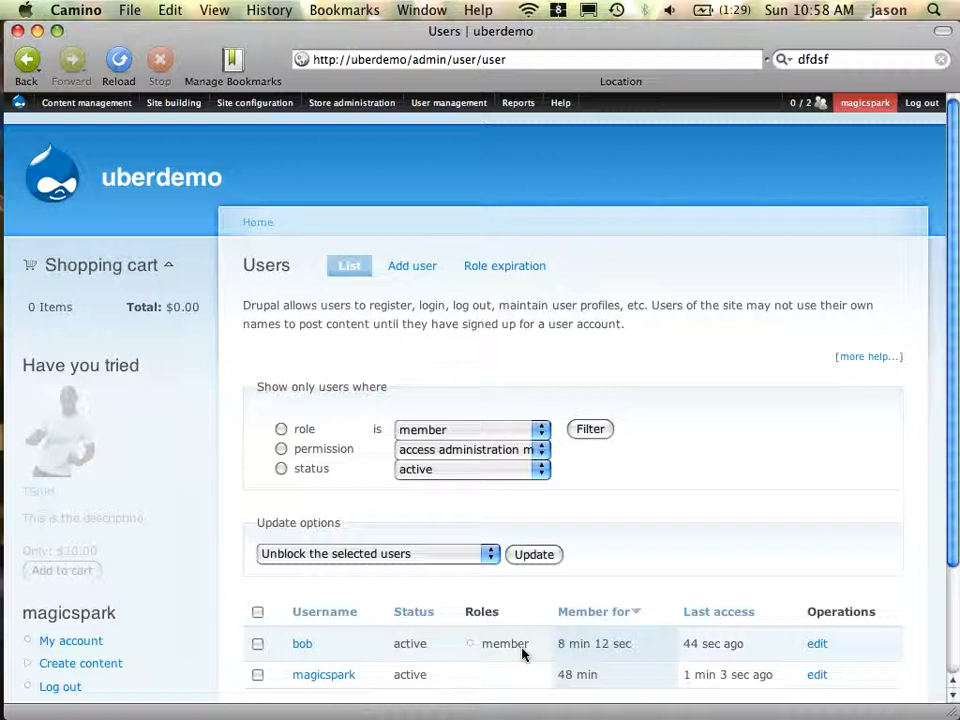 Camino File Edit View History Bookmarks Window Help 8 (1:29) Sun 10:58 AM jason
Users | uberdemo
http://uberdemo/admin/user/user dfdsf
Back Forward Reload Stop Manage Bookmarks Location
Content management Site building Site configuration Store administration User management Reports Help 0 / 2 magicspark Log out
uberdemo
Home
Shopping cart
0 Items Total: $0.00
Users List Add user Role expiration
Drupal allows users to register, login, log out, maintain user profiles, etc. Users of the site may not use their own
names to post content until they have signed up for a user account.
[more help...]
Have you tried
This is the descriptino
Only: $20.00
Add to cart
Show only users where
role is member Filter
permission access administration m
status active
Update options
Unblock the selected users Update
magicspark
My account
Create content
Log out
Username Status Roles Member for Last access Operations
bob active member 8 min 12 sec 44 sec ago edit
magicspark active 48 min 1 min 3 sec ago edit